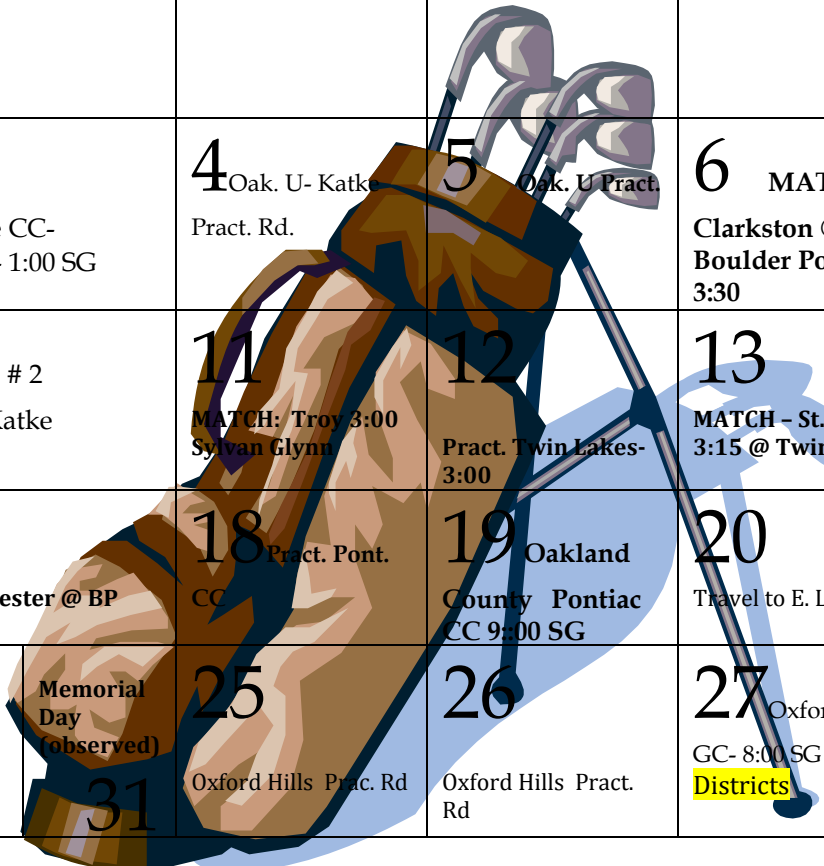 CC-
1:00 SG
4 Oak. U- Katke
Pract. Rd.
5 Oak. U Pract.
6 MAT
Clarkston @
Boulder Po
3:30
# 2
Katke
11
MATCH: Troy 3:00
Sylvan Glynn
12
Pract. Twin Lakes-
3:00
13
MATCH – St.
3:15 @ Twin
ester @ BP
18 Pract. Pont.
CC
19 Oakland
County Pontiac
CC 9::00 SG
20
Travel to E. L
Memorial
Day
(observed)
31
25
Oxford Hills Prac. Rd
26
Oxford Hills Pract.
Rd
27 Oxfor
GC- 8:00 SG
Districts